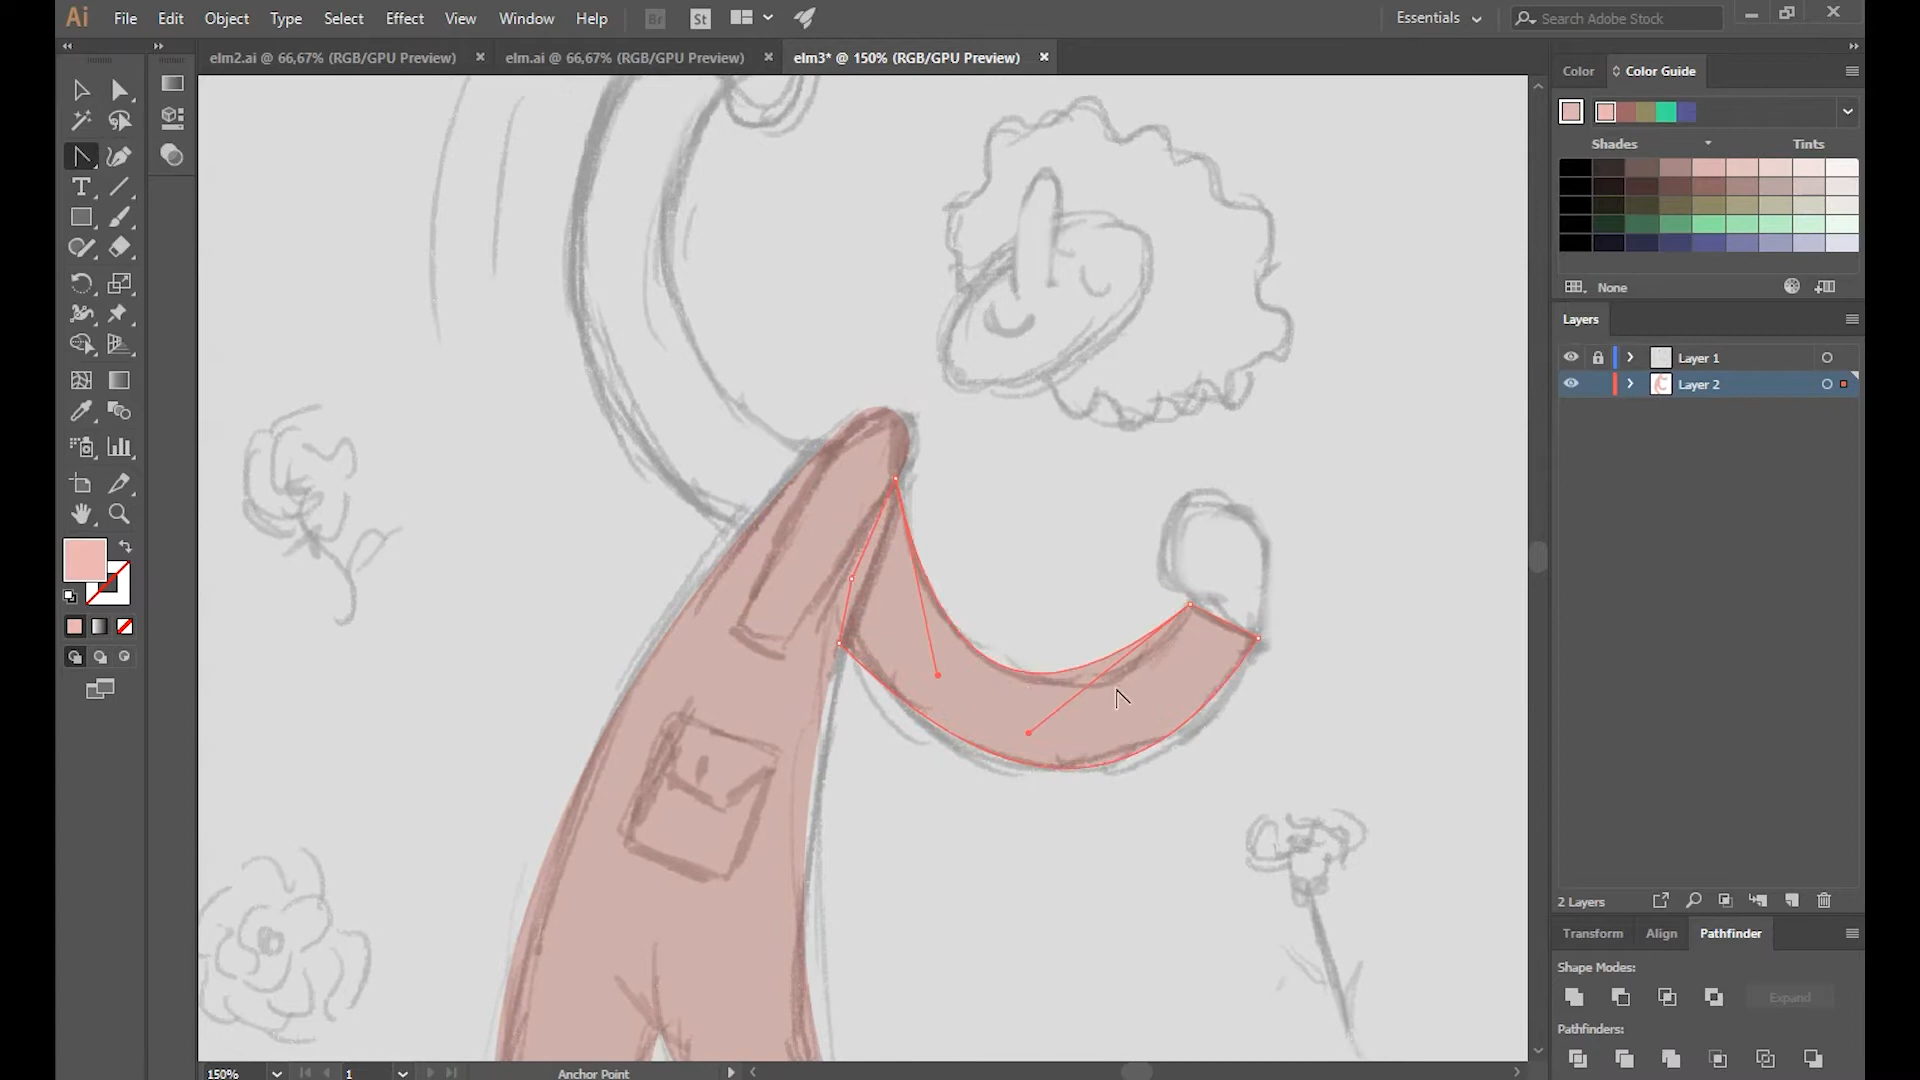 Ai File Edit Object Type Select Effect View Window Help Br St Essentials Search Adobe Stock
elm2.ai @ 66,67% (RGB/GPU Preview) elm.ai @ 66,67% (RGB/GPU Preview) elm3* @ 150% (RGB/GPU Preview)
Color Color Guide
Shades Tints
None
Layers
Layer 1
Layer 2
2 Layers
Transform Align Pathfinder
Shape Modes:
Expand
Pathfinders:
150% 1 Anchor Point